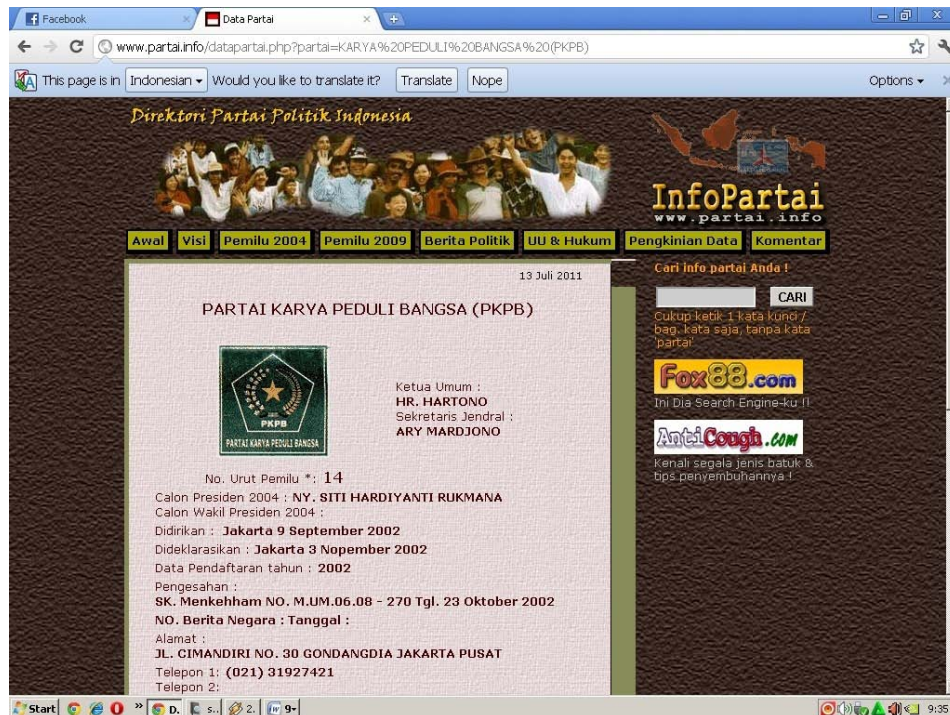 Facebook
Data Partai
www.partai.info/datapartai.php?partai=KARYA%20PEDULI%20BANGSA%20(PKPB)
This page is in Indonesian Would you like to translate it? Translate Nope Options
Direktori Partai Politik Indonesia
InfoPartai
www.partai.info
Awal Visi Pemilu 2004 Pemilu 2009 Berita Politik UU & Hukum Pengkinian Data Komentar
13 Juli 2011
PARTAI KARYA PEDULI BANGSA (PKPB)
PKPB
PARTAI KARYA PEDULI BANGSA
Ketua Umum :
HR. HARTONO
Sekretaris Jendral :
ARY MARDJONO
No. Urut Pemilu *: 14
Calon Presiden 2004 : NY. SITI HARDIYANTI RUKMANA
Calon Wakil Presiden 2004 :
Didirikan : Jakarta 9 September 2002
Dideklarasikan : Jakarta 3 Nopember 2002
Data Pendaftaran tahun : 2002
Pengesahan :
SK. Menkehham NO. M.UM.06.08 - 270 Tgl. 23 Oktober 2002
NO. Berita Negara : Tanggal :
Alamat :
JL. CIMANDIRI NO. 30 GONDANGDIA JAKARTA PUSAT
Telepon 1: (021) 31927421
Telepon 2:
Cari info partai Anda !
CARI
Cukup ketik 1 kata kunci /
bag. kata saja, tanpa kata
'partai'
Fox88.com
Ini Dia Search Engine-ku !!
AntiCough.com
Kenali segala jenis batuk &
tips penyembuhannya !
Start » D. s.. 2. 9- 9:35